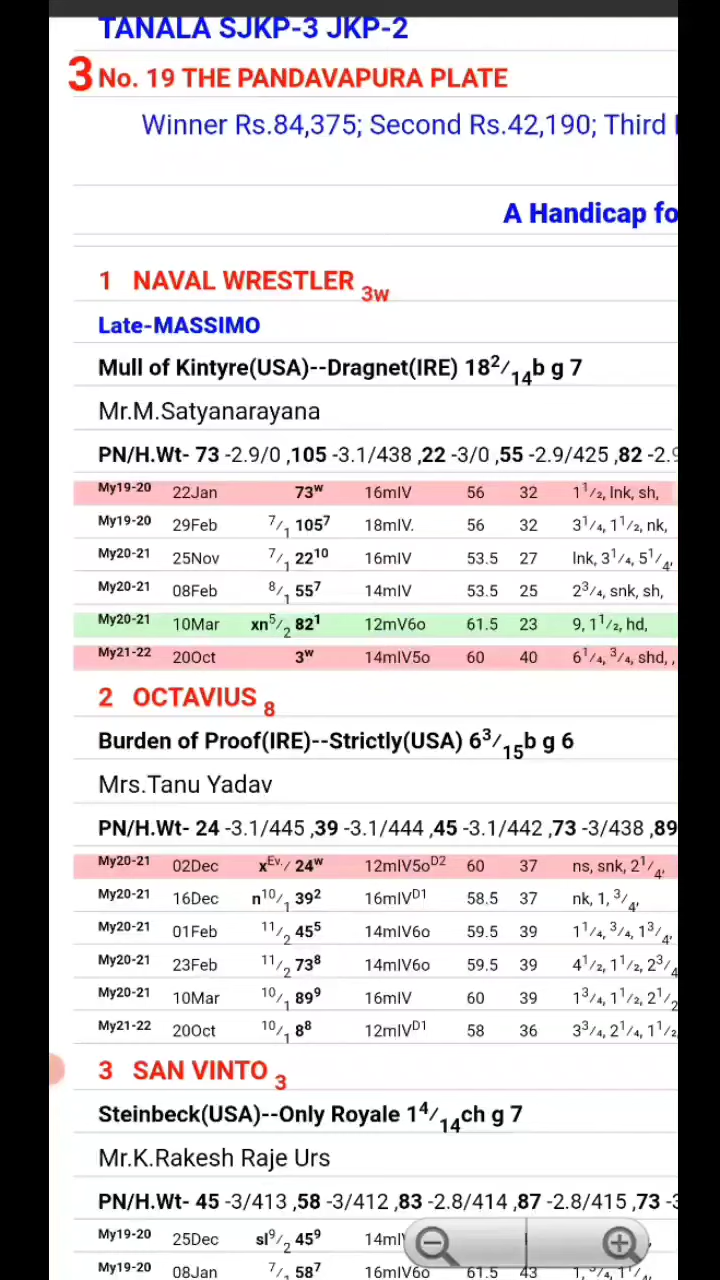 TANALA SJKP-3 JKP-2
3 No. 19 THE PANDAVAPURA PLATE
Winner Rs.84,375; Second Rs.42,190; Third
A Handicap fo
1 NAVAL WRESTLER 3w
Late-MASSIMO
Mull of Kintyre(USA)--Dragnet(IRE) 18²/₁₄b g 7
Mr.M.Satyanarayana
PN/H.Wt- 73 -2.9/0 ,105 -3.1/438 ,22 -3/0 ,55 -2.9/425 ,82 -2.9
My19-20 22Jan 73ʷ 16mIV 56 32 1¹/₂, lnk, sh,
My19-20 29Feb ⁷/₁ 105⁷ 18mIV. 56 32 3¹/₄, 1¹/₂, nk,
My20-21 25Nov ⁷/₁ 22¹⁰ 16mIV 53.5 27 lnk, 3¹/₄, 5¹/₄,
My20-21 08Feb ⁸/₁ 55⁷ 14mIV 53.5 25 2³/₄, snk, sh,
My20-21 10Mar xn⁵/₂ 82¹ 12mV6o 61.5 23 9, 1¹/₂, hd,
My21-22 20Oct 3ʷ 14mIV5o 60 40 6¹/₄, ³/₄, shd, ,
2 OCTAVIUS 8
Burden of Proof(IRE)--Strictly(USA) 6³/₁₅b g 6
Mrs.Tanu Yadav
PN/H.Wt- 24 -3.1/445 ,39 -3.1/444 ,45 -3.1/442 ,73 -3/438 ,89
My20-21 02Dec xEv./ 24ʷ 12mIV5oD2 60 37 ns, snk, 2¹/₄,
My20-21 16Dec n¹⁰/₁ 39² 16mIVD1 58.5 37 nk, 1, ³/₄,
My20-21 01Feb ¹¹/₂ 45⁵ 14mIV6o 59.5 39 1¹/₄, ³/₄, 1³/₄,
My20-21 23Feb ¹¹/₂ 73⁸ 14mIV6o 59.5 39 4¹/₂, 1¹/₂, 2³/₄
My20-21 10Mar ¹⁰/₁ 89⁹ 16mIV 60 39 1³/₄, 1¹/₂, 2¹/₂
My21-22 20Oct ¹⁰/₁ 8⁸ 12mIVD1 58 36 3³/₄, 2¹/₄, 1¹/₂,
3 SAN VINTO 3
Steinbeck(USA)--Only Royale 1⁴/₁₄ch g 7
Mr.K.Rakesh Raje Urs
PN/H.Wt- 45 -3/413 ,58 -3/412 ,83 -2.8/414 ,87 -2.8/415 ,73
My19-20 25Dec sl⁹/₂ 45⁹
My19-20 08Jan ⁷/₁ 58⁷ 16mIV6o 61.5 43